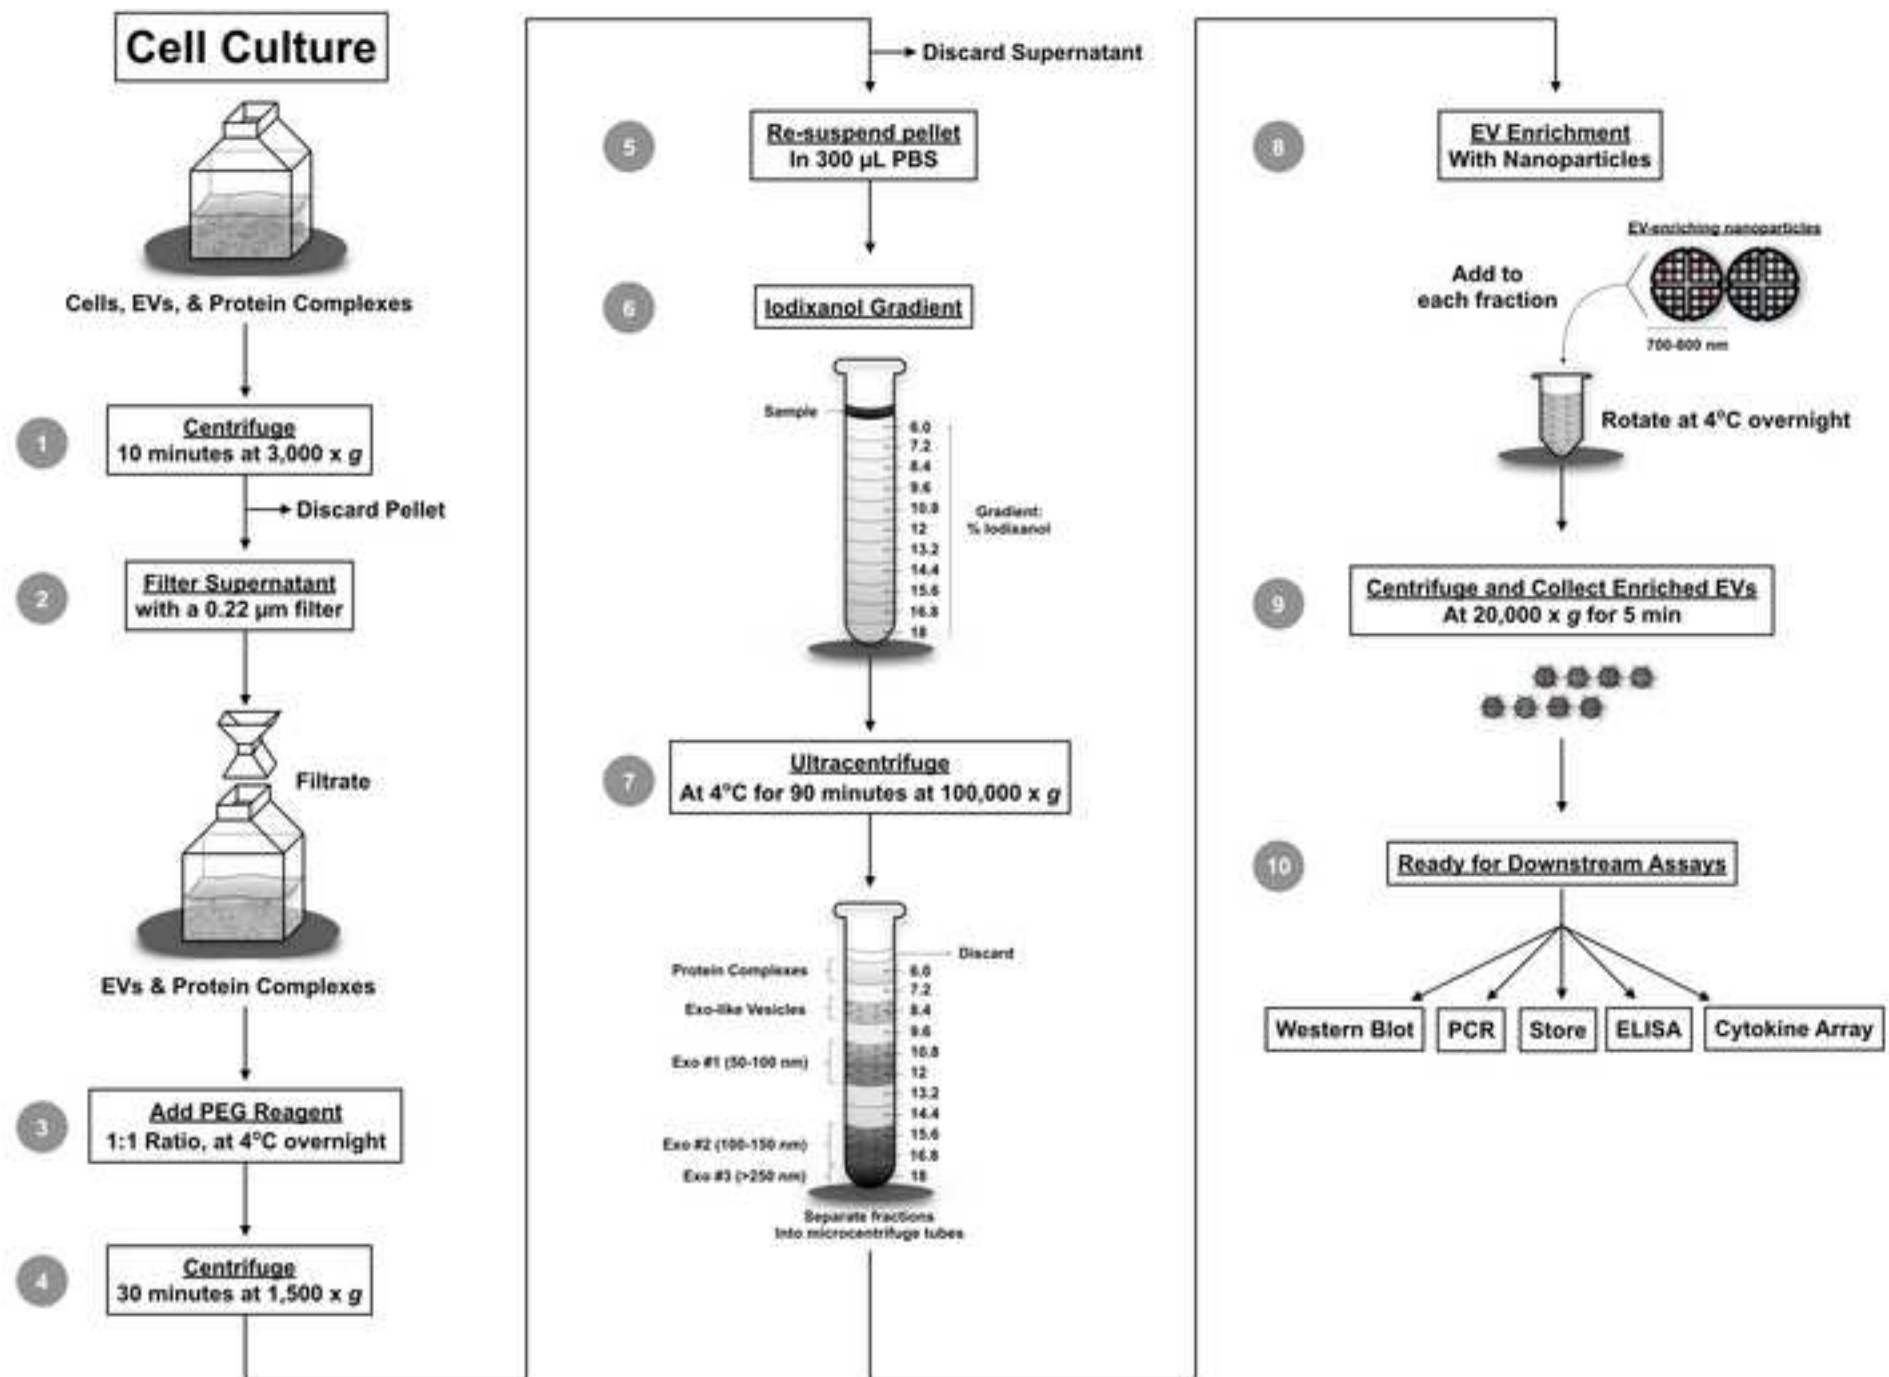 Cell Culture
Cells, EVs, & Protein Complexes
1
Centrifuge
10 minutes at 3,000 x g
Discard Pellet
2
Filter Supernatant
with a 0.22 µm filter
Filtrate
EVs & Protein Complexes
3
Add PEG Reagent
1:1 Ratio, at 4°C overnight
4
Centrifuge
30 minutes at 1,500 x g
Discard Supernatant
5
Re-suspend pellet
In 300 µL PBS
6
Iodixanol Gradient
Sample
6.0
7.2
8.4
9.6
10.8
12
13.2
14.4
15.6
16.8
18
Gradient:
% Iodixanol
7
Ultracentrifuge
At 4°C for 90 minutes at 100,000 x g
Discard
Protein Complexes
Exo-like Vesicles
Exo #1 (50-100 nm)
Exo #2 (100-150 nm)
Exo #3 (>250 nm)
6.0
7.2
8.4
9.6
10.8
12
13.2
14.4
15.6
16.8
18
Separate fractions
Into microcentrifuge tubes
8
EV Enrichment
With Nanoparticles
EV-enriching nanoparticles
Add to
each fraction
700-800 nm
Rotate at 4°C overnight
9
Centrifuge and Collect Enriched EVs
At 20,000 x g for 5 min
10
Ready for Downstream Assays
Western Blot
PCR
Store
ELISA
Cytokine Array